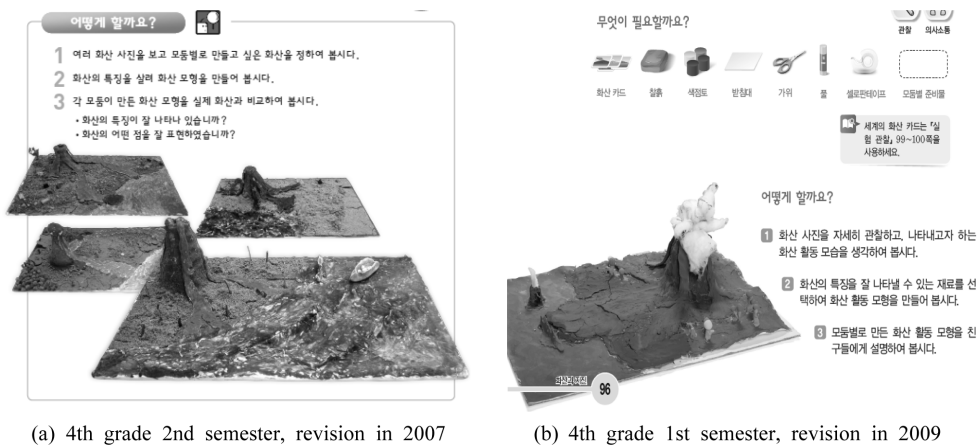 어떻게 할까요?
1 여러 화산 사진을 보고 모둠별로 만들고 싶은 화산을 정하여 봅시다.
2 화산의 특징을 살려 화산 모형을 만들어 봅시다.
3 각 모둠이 만든 화산 모형을 실제 화산과 비교하여 봅시다.
• 화산의 특징이 잘 나타나 있습니까?
• 화산의 어떤 점을 잘 표현하였습니까?
(a) 4th grade 2nd semester, revision in 2007
무엇이 필요할까요?
관찰 의사소통
화산 카드 찰흙 색점토 받침대 가위 풀 셀로판테이프 모둠별 준비물
세계의 화산 카드는 『실
험 관찰』 99~100쪽을
사용하세요.
어떻게 할까요?
1 화산 사진을 자세히 관찰하고, 나타내고자 하는
화산 활동 모습을 생각하여 봅시다.
2 화산의 특징을 잘 나타낼 수 있는 재료를 선
택하여 화산 활동 모형을 만들어 봅시다.
3 모둠별로 만든 화산 활동 모형을 친
구들에게 설명하여 봅시다.
화산과 지진
96
(b) 4th grade 1st semester, revision in 2009